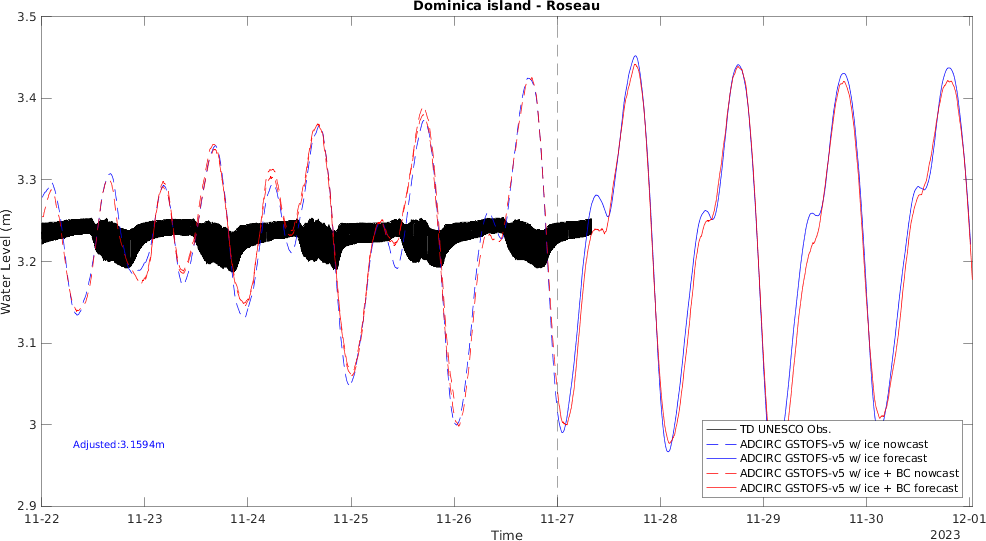 Dominica island - Roseau
3.5
3.4
3.3
3.2
3.1
3
2.9
Water Level (m)
Adjusted:3.1594m
TD UNESCO Obs.
ADCIRC GSTOFS-v5 w/ ice nowcast
ADCIRC GSTOFS-v5 w/ ice forecast
ADCIRC GSTOFS-v5 w/ ice + BC nowcast
ADCIRC GSTOFS-v5 w/ ice + BC forecast
11-22 11-23 11-24 11-25 11-26 11-27 11-28 11-29 11-30 12-01
Time
2023